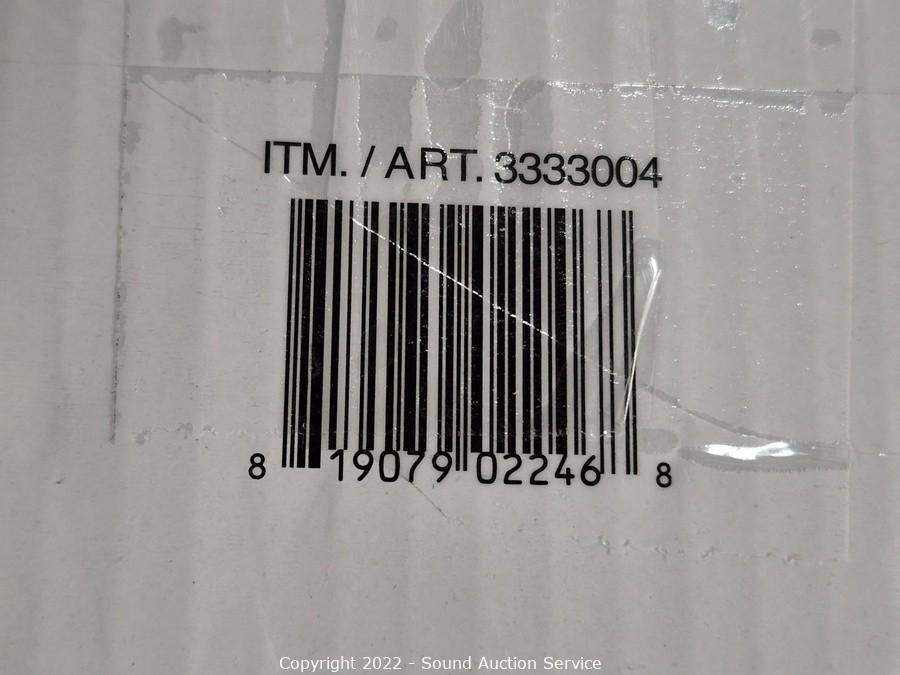 ITM. / ART. 3333004
8 19079 02246 8
Copyright 2022 - Sound Auction Service